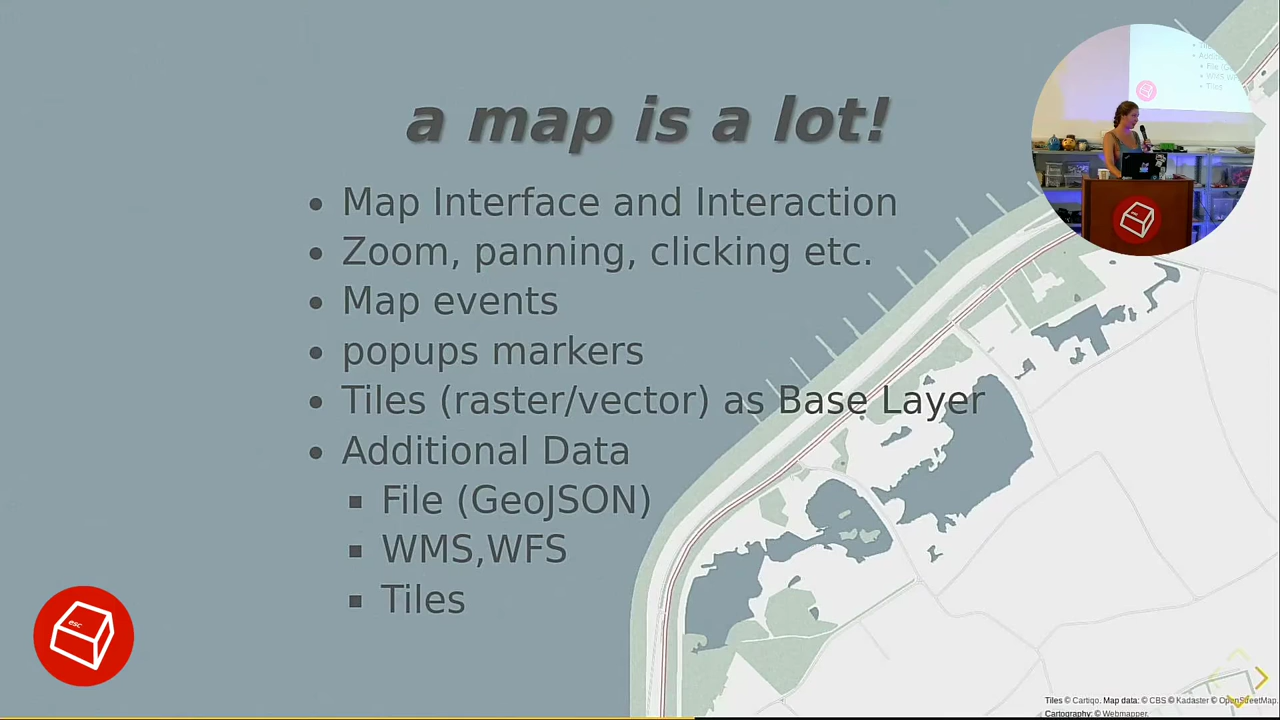 a map is a lot!
Map Interface and Interaction
Zoom, panning, clicking etc.
Map events
popups markers
Tiles (raster/vector) as Base Layer
Additional Data
File (GeoJSON)
WMS,WFS
Tiles
esc
Tiles © Cartiqo. Map data: © CBS © Kadaster © OpenStreetMap.
Cartography: © Webmapper.